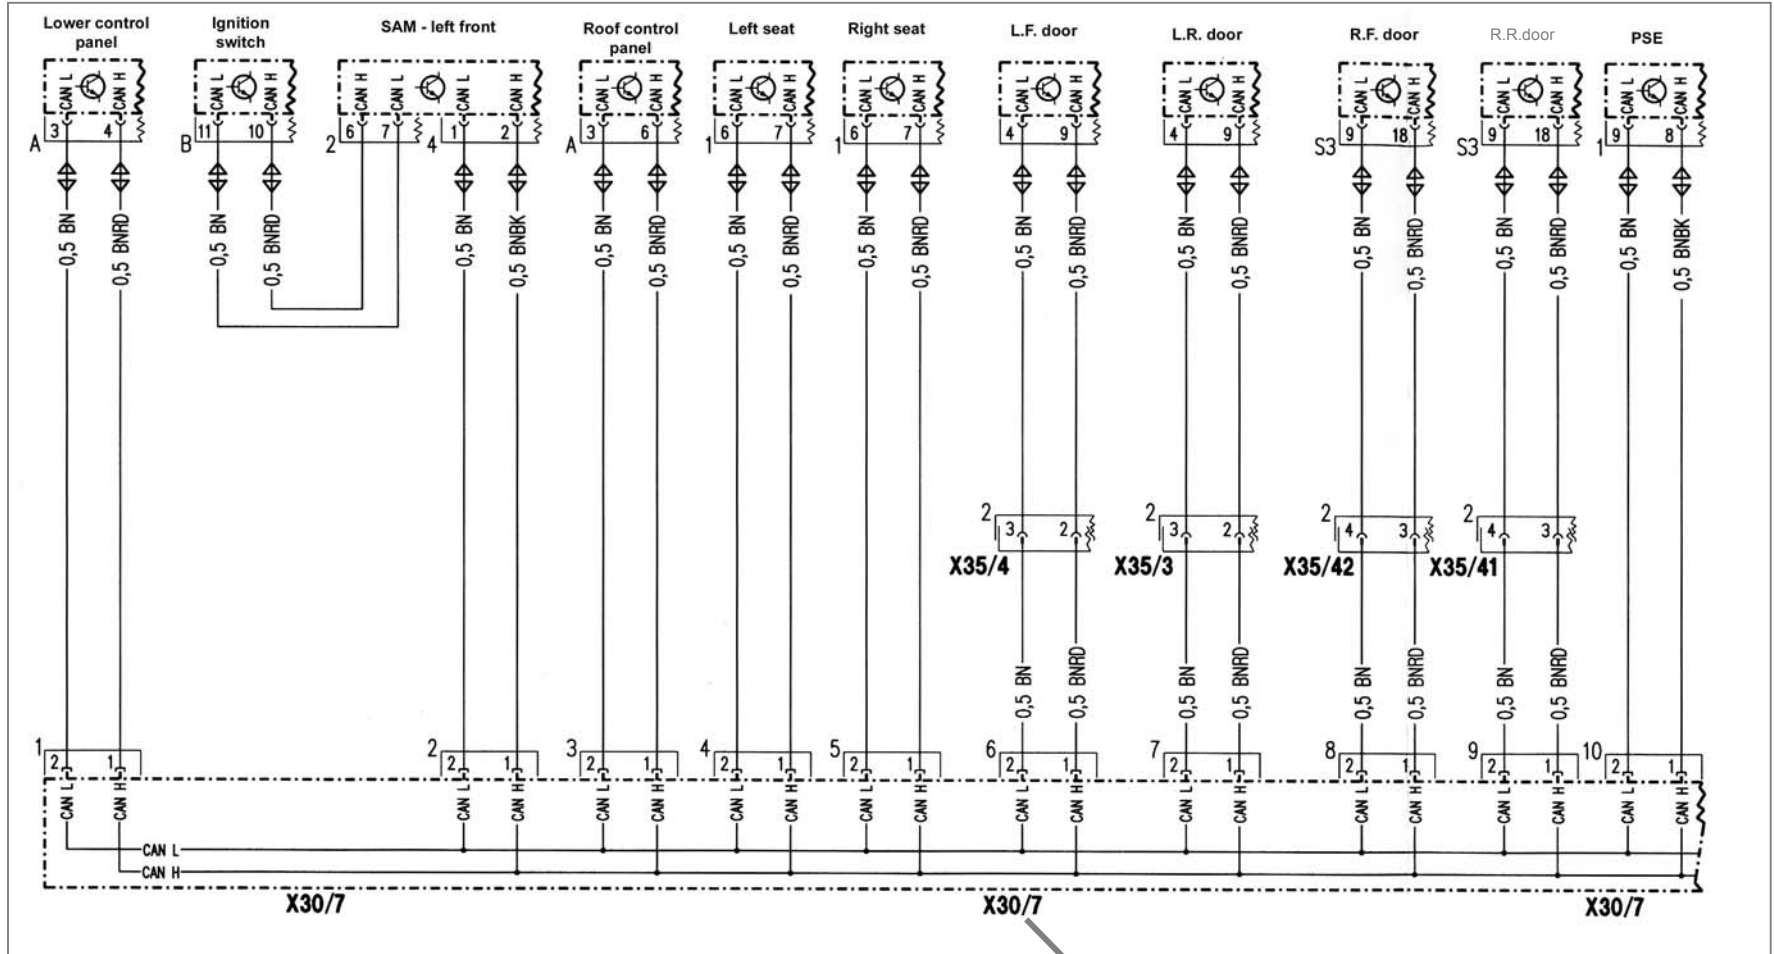 Lower control
panel
Ignition
switch
SAM - left front
Roof control
panel
Left seat
Right seat
L.F. door
L.R. door
R.F. door
R.R.door
PSE
CAN L CAN H
CAN L CAN H
CAN H CAN L CAN L CAN H
CAN L CAN H
CAN L CAN H
CAN L CAN H
CAN L CAN H
CAN L CAN H
CAN L CAN H
CAN L CAN H
CAN L CAN H
A 3 4
B 11 10
2 6 7
4 1 2
A 3 6
1 6 7
1 6 7
4 9
4 9
S3 9 18
S3 9 18
1 9 8
0,5 BN 0,5 BNRD
0,5 BN 0,5 BNRD
0,5 BN 0,5 BNBK
0,5 BN 0,5 BNRD
0,5 BN 0,5 BNRD
0,5 BN 0,5 BNRD
0,5 BN 0,5 BNRD
0,5 BN 0,5 BNRD
0,5 BN 0,5 BNRD
0,5 BN 0,5 BNRD
0,5 BN 0,5 BNBK
2 3 2
X35/4
2 3 2
X35/3
2 4 3
X35/42
2 4 3
X35/41
0,5 BN 0,5 BNRD
0,5 BN 0,5 BNRD
0,5 BN 0,5 BNRD
0,5 BN 0,5 BNRD
1 2 1
2 2 1
3 2 1
4 2 1
5 2 1
6 2 1
7 2 1
8 2 1
9 2 1
10 2 1
CAN L CAN H
CAN L CAN H
CAN L CAN H
CAN L CAN H
CAN L CAN H
CAN L CAN H
CAN L CAN H
CAN L CAN H
CAN L CAN H
CAN L CAN H
CAN L
CAN H
X30/7
X30/7
X30/7